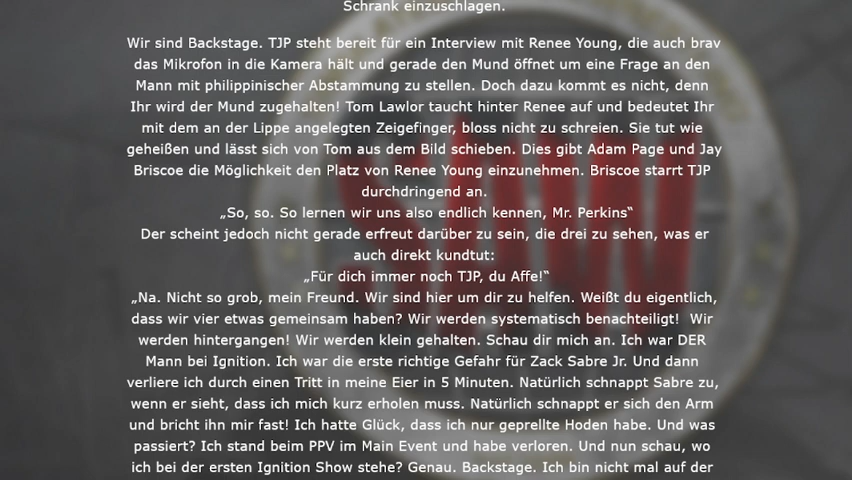 Schrank einzuschlagen.
Wir sind Backstage. TJP steht bereit für ein Interview mit Renee Young, die auch brav
das Mikrofon in die Kamera hält und gerade den Mund öffnet um eine Frage an den
Mann mit philippinischer Abstammung zu stellen. Doch dazu kommt es nicht, denn
Ihr wird der Mund zugehalten! Tom Lawlor taucht hinter Renee auf und bedeutet Ihr
mit dem an der Lippe angelegten Zeigefinger, bloss nicht zu schreien. Sie tut wie
geheißen und lässt sich von Tom aus dem Bild schieben. Dies gibt Adam Page und Jay
Briscoe die Möglichkeit den Platz von Renee Young einzunehmen. Briscoe starrt TJP
durchdringend an.
„So, so. So lernen wir uns also endlich kennen, Mr. Perkins“
Der scheint jedoch nicht gerade erfreut darüber zu sein, die drei zu sehen, was er
auch direkt kundtut:
„Für dich immer noch TJP, du Affe!“
„Na. Nicht so grob, mein Freund. Wir sind hier um dir zu helfen. Weißt du eigentlich,
dass wir vier etwas gemeinsam haben? Wir werden systematisch benachteiligt!  Wir
werden hintergangen! Wir werden klein gehalten. Schau dir mich an. Ich war DER
Mann bei Ignition. Ich war die erste richtige Gefahr für Zack Sabre Jr. Und dann
verliere ich durch einen Tritt in meine Eier in 5 Minuten. Natürlich schnappt Sabre zu,
wenn er sieht, dass ich mich kurz erholen muss. Natürlich schnappt er sich den Arm
und bricht ihn mir fast! Ich hatte Glück, dass ich nur geprellte Hoden habe. Und was
passiert? Ich stand beim PPV im Main Event und habe verloren. Und nun schau, wo
ich bei der ersten Ignition Show stehe? Genau. Backstage. Ich bin nicht mal auf der